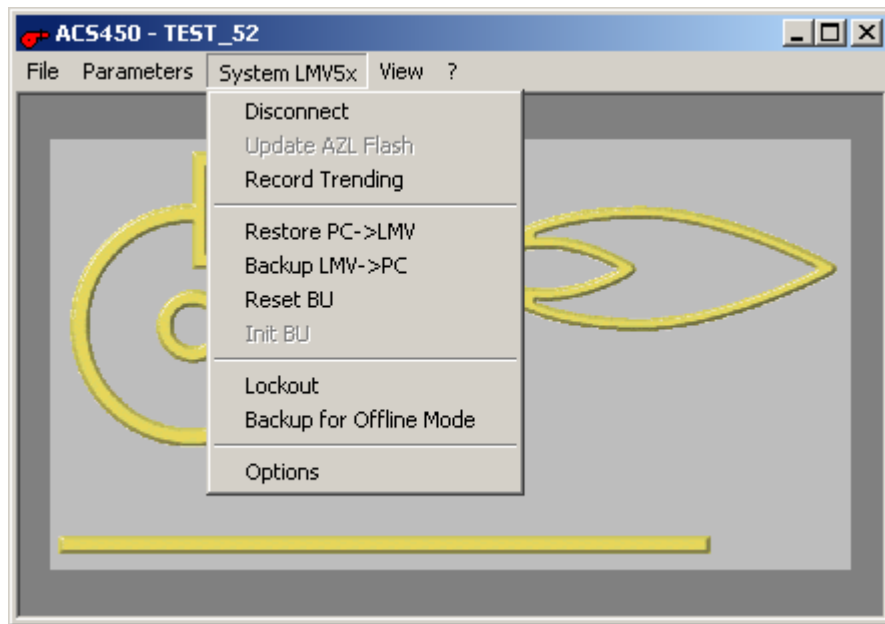 ACS450 - TEST_52
File Parameters System LMV5x View ?
Disconnect
Update AZL Flash
Record Trending
Restore PC->LMV
Backup LMV->PC
Reset BU
Init BU
Lockout
Backup for Offline Mode
Options